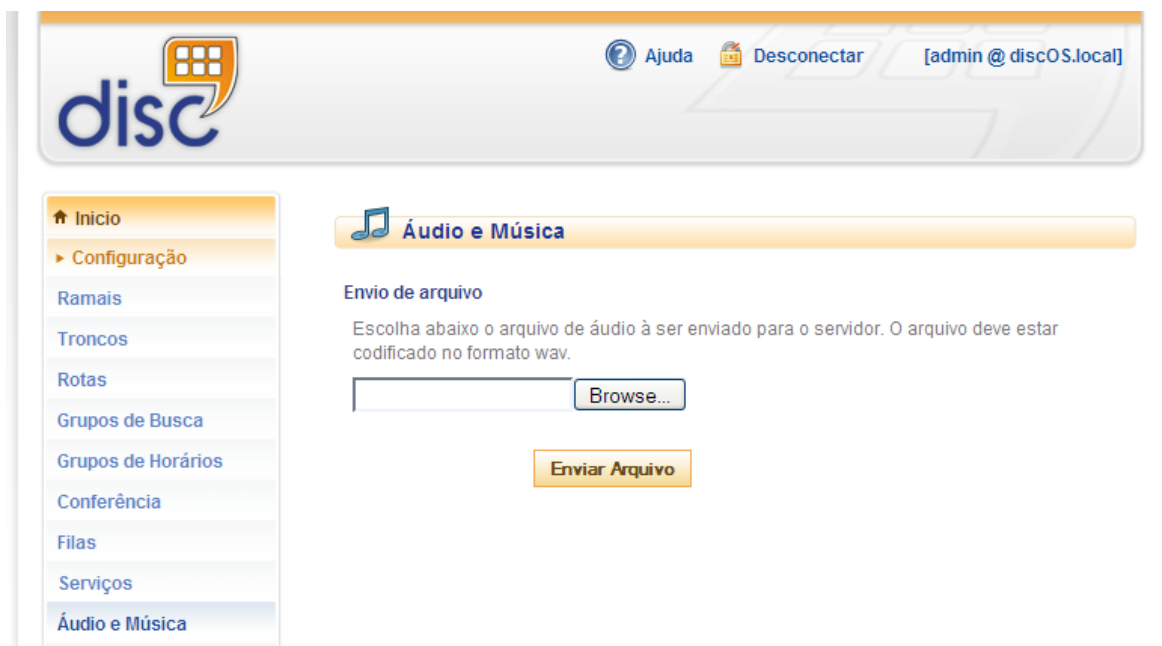 disc
Ajuda
Desconectar
[admin @ discOS.local]
Inicio
Configuração
Ramais
Troncos
Rotas
Grupos de Busca
Grupos de Horários
Conferência
Filas
Serviços
Áudio e Música
Áudio e Música
Envio de arquivo
Escolha abaixo o arquivo de áudio à ser enviado para o servidor. O arquivo deve estar
codificado no formato wav.
Browse...
Enviar Arquivo